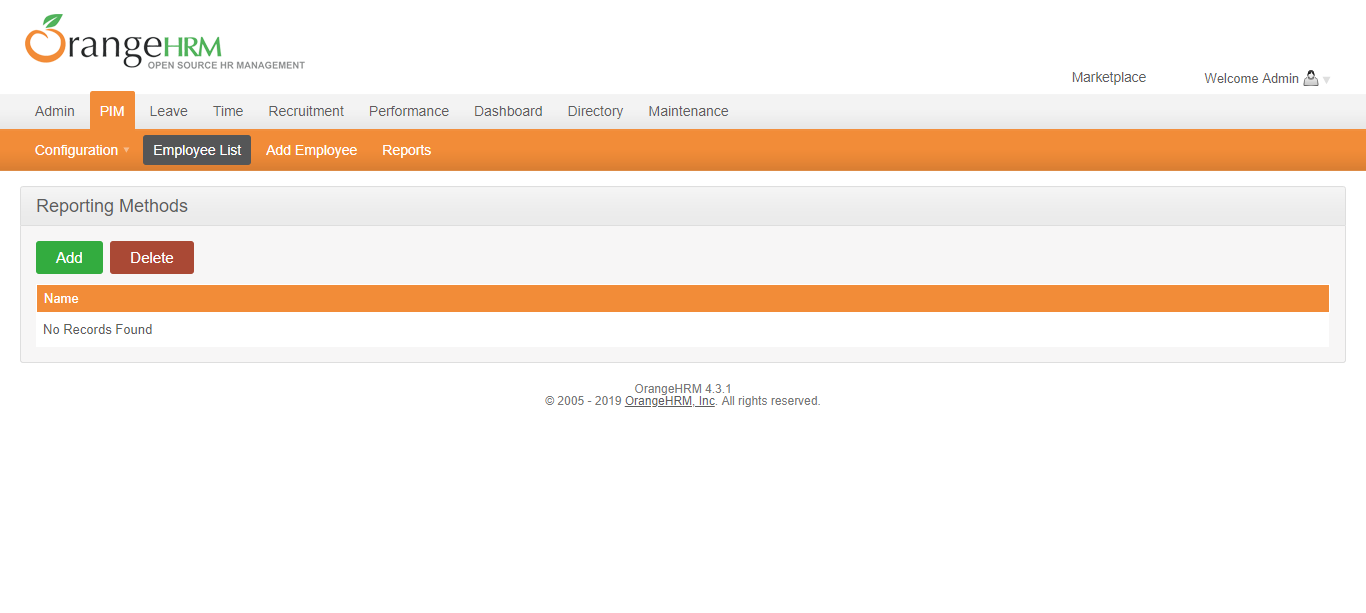 OrangeHRM
OPEN SOURCE HR MANAGEMENT
Marketplace Welcome Admin
Admin PIM Leave Time Recruitment Performance Dashboard Directory Maintenance
Configuration Employee List Add Employee Reports
Reporting Methods
Add Delete
Name
No Records Found
OrangeHRM 4.3.1
© 2005 - 2019 OrangeHRM, Inc. All rights reserved.